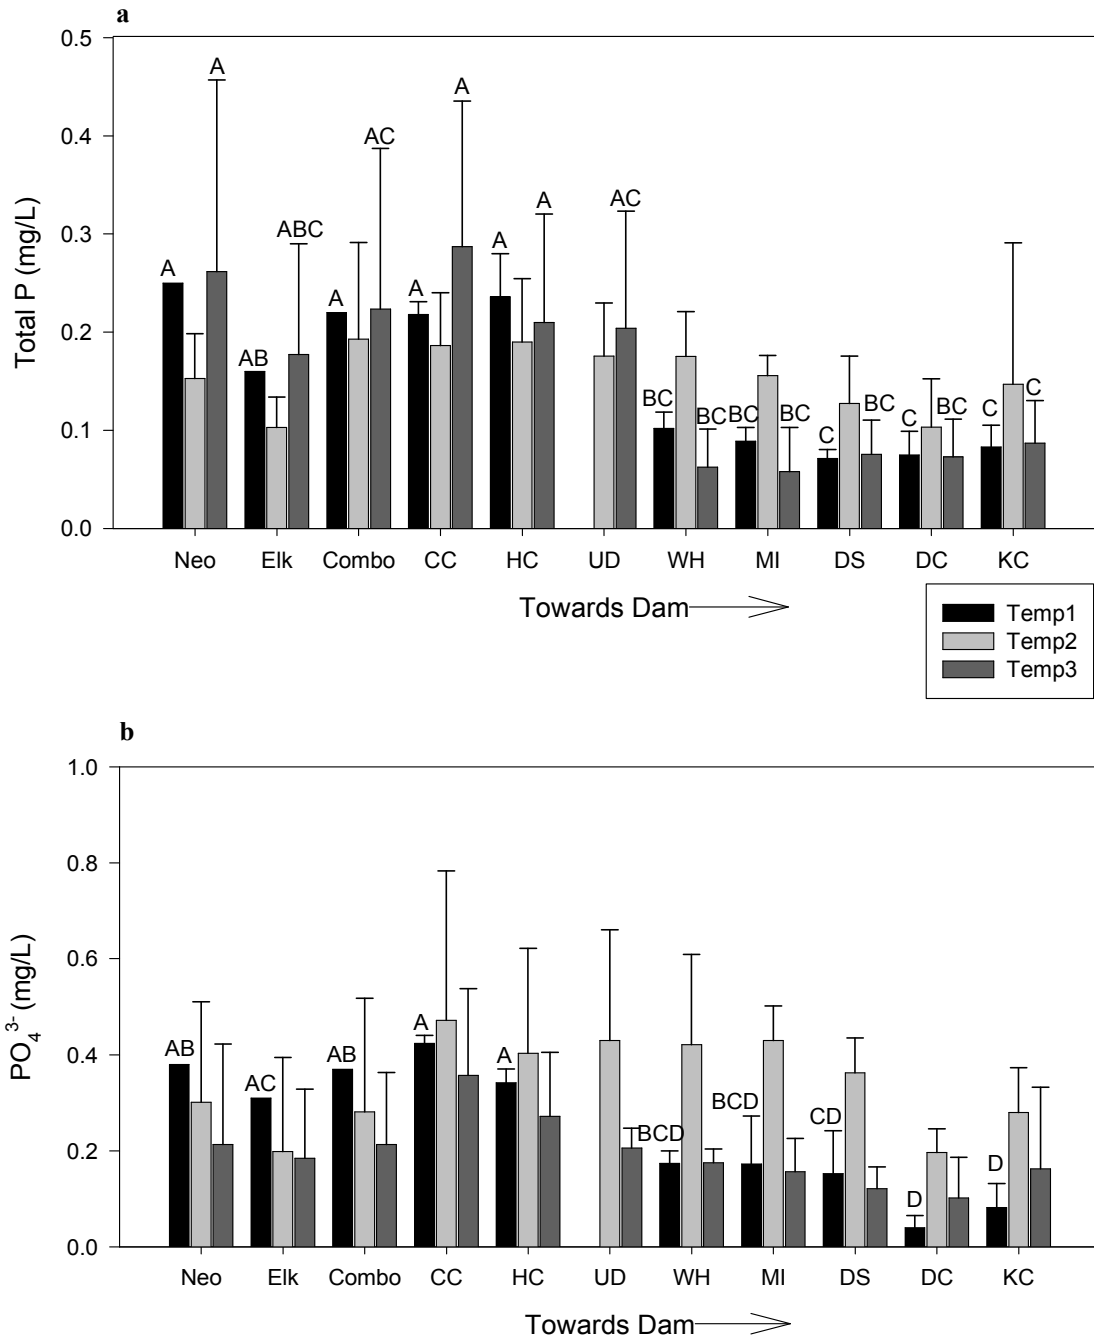 a
0.5
A
A
AC
0.4
A
A
AC
0.3
ABC
A
A
A
A
0.2
AB
BC
BC
BC
BC
BC
C
C
BC
C
C
0.1
0.0
Total P (mg/L)
Neo Elk Combo CC HC UD WH MI DS DC KC
Towards Dam
Temp1
Temp2
Temp3
b
1.0
0.8
0.6
A
AB
AB
A
0.4
AC
BCD
CD
BCD
0.2
D
D
0.0
PO4 3- (mg/L)
Neo Elk Combo CC HC UD WH MI DS DC KC
Towards Dam